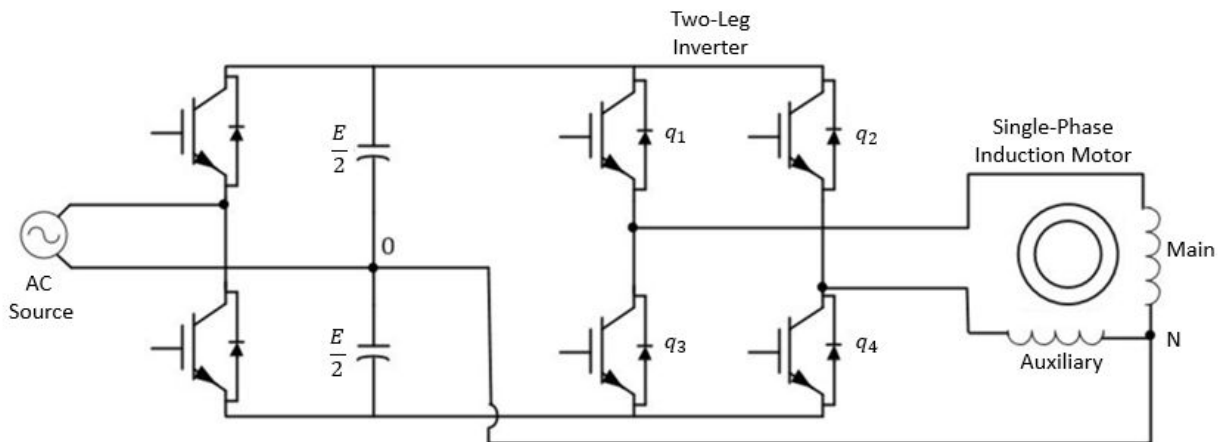 Two-Leg
Inverter
E
2
q1
q2
Single-Phase
Induction Motor
0
Main
AC
Source
E
2
q3
q4
Auxiliary
N